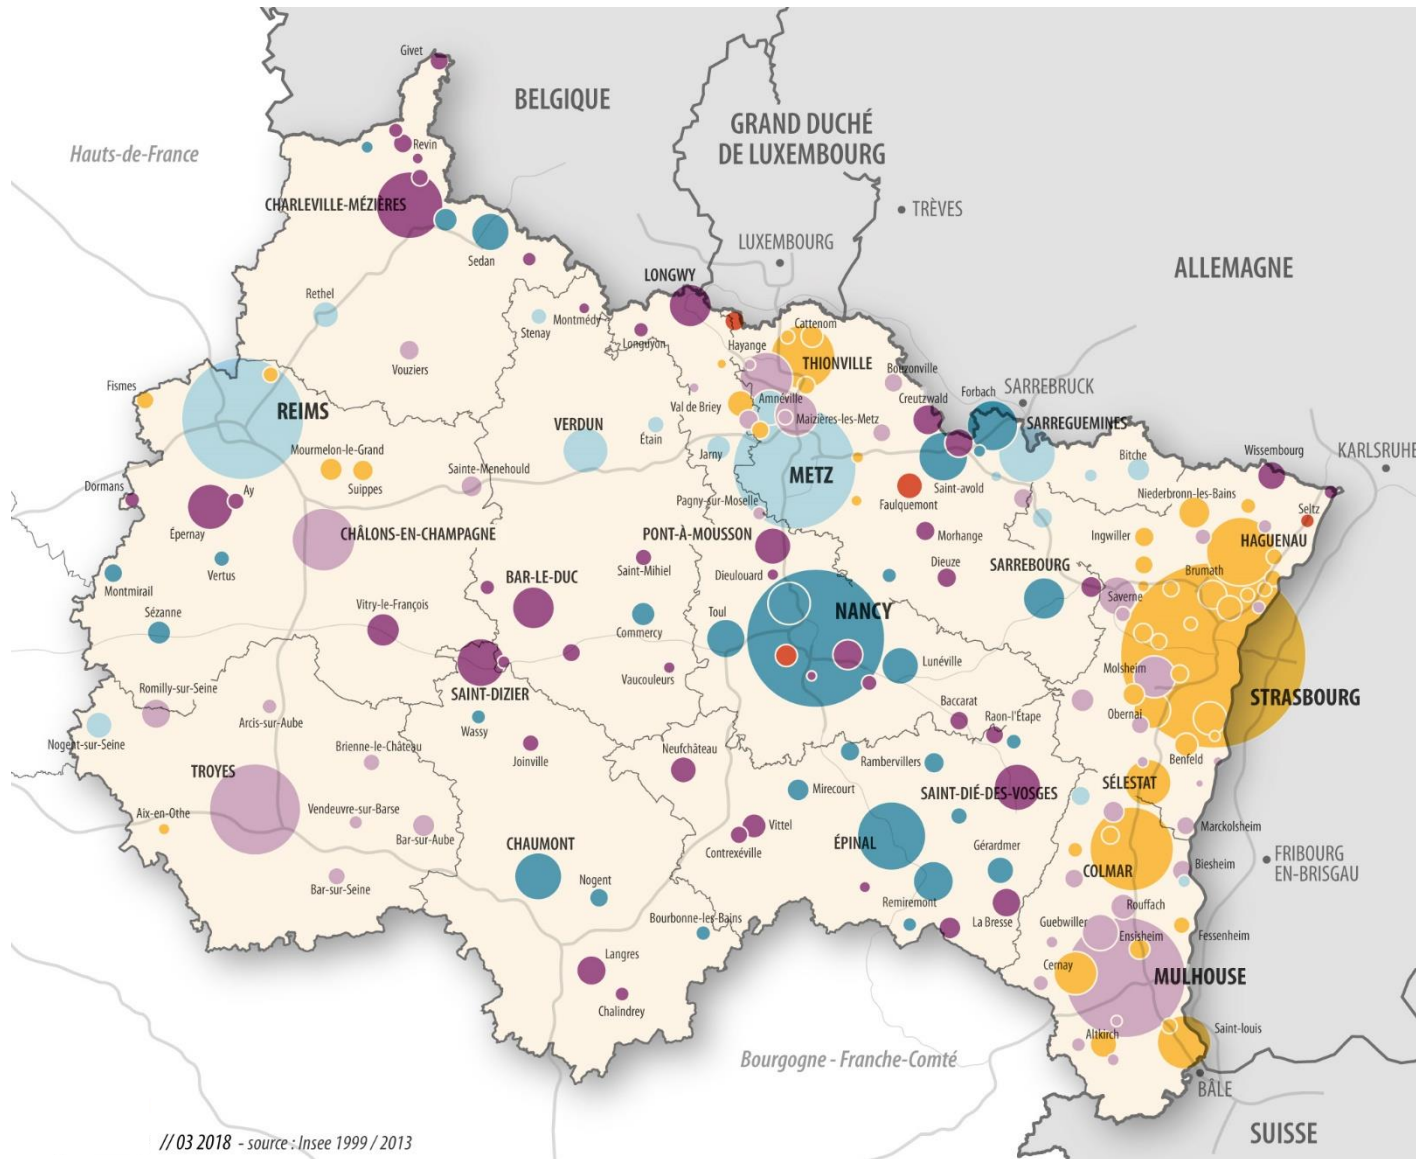 Givet
BELGIQUE
GRAND DUCHÉ
DE LUXEMBOURG
Hauts-de-France
Revin
CHARLEVILLE-MÉZIÈRES
TRÈVES
Sedan
LUXEMBOURG
ALLEMAGNE
LONGWY
Rethel
Stenay
Montmédy
Longuyon
Hayange
Cattenom
THIONVILLE
Vouziers
Bouzonville
Fismes
Creutzwald
Forbach
SARREBRUCK
REIMS
Val de Briey
Amnéville
Maizières-les-Metz
SARREGUEMINES
VERDUN
Étain
Jarny
Bitche
Wissembourg
KARLSRUHE
Mourmelon-le-Grand
Suippes
Sainte-Menehould
METZ
Saint-avold
Dormans
Ay
Pagny-sur-Moselle
Faulquemont
Niederbronn-les-Bains
Seltz
Épernay
CHÂLONS-EN-CHAMPAGNE
PONT-À-MOUSSON
Morhange
Ingwiller
HAGUENAU
Vertus
Montmirail
BAR-LE-DUC
Saint-Mihiel
Dieulouard
Dieuze
SARREBOURG
Brumath
Saverne
Sézanne
Vitry-le-François
Commercy
Toul
NANCY
Lunéville
Molsheim
SAINT-DIZIER
Vaucouleurs
Romilly-sur-Seine
Arcis-sur-Aube
Wassy
Baccarat
Raon-l'Étape
Obernai
STRASBOURG
Nogent-sur-Seine
Brienne-le-Château
Joinville
Neufchâteau
Rambervillers
Benfeld
TROYES
Mirecourt
SAINT-DIÉ-DES-VOSGES
SÉLESTAT
Aix-en-Othe
Vendeuvre-sur-Barse
Bar-sur-Aube
Vittel
Contrexéville
ÉPINAL
Gérardmer
Marckolsheim
CHAUMONT
COLMAR
Biesheim
FRIBOURG
EN-BRISGAU
Bar-sur-Seine
Nogent
Remiremont
La Bresse
Rouffach
Bourbonne-les-Bains
Guebwiller
Ensisheim
Fessenheim
Langres
Cernay
MULHOUSE
Chalindrey
Altkirch
Saint-louis
Bourgogne - Franche-Comté
BÂLE
SUISSE
// 03 2018 - source : Insee 1999 / 2013